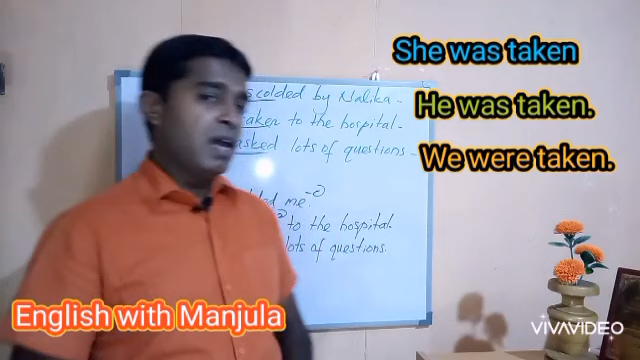 She was taken
He was taken.
We were taken.
scolded by Nalika.
taken to the hospital.
asked lots of questions.
me.
to the hospital.
lots of questions.
English with Manjula
VIVAVIDEO